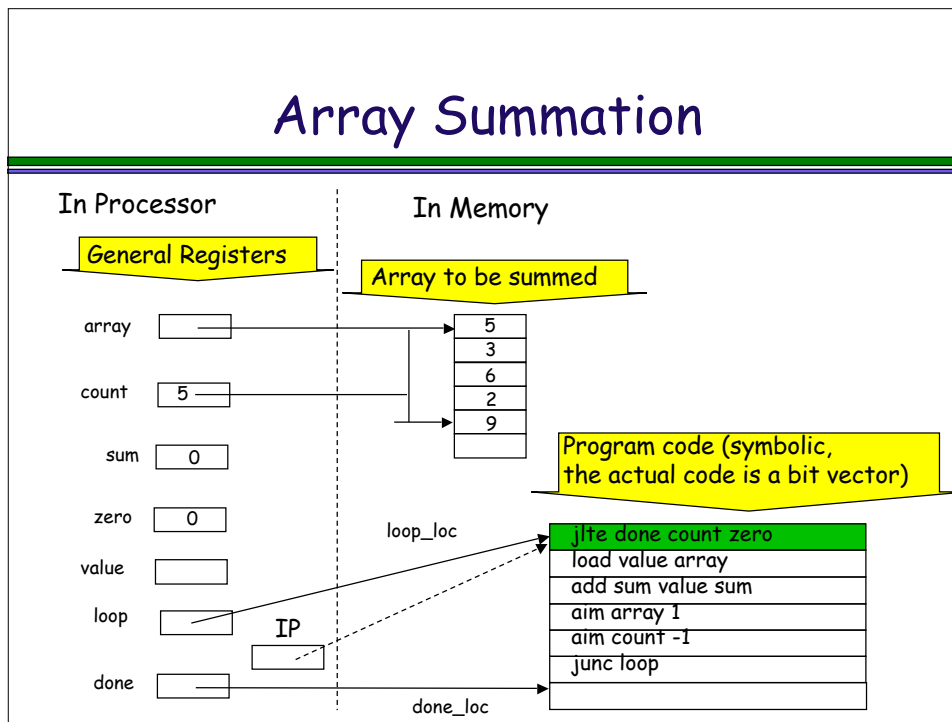 Array Summation
In Processor
In Memory
General Registers
Array to be summed
array
5
3
6
2
9
count
5
sum
0
Program code (symbolic,
the actual code is a bit vector)
zero
0
loop_loc
jlte done count zero
load value array
add sum value sum
aim array 1
aim count -1
junc loop
value
loop
IP
done
done_loc